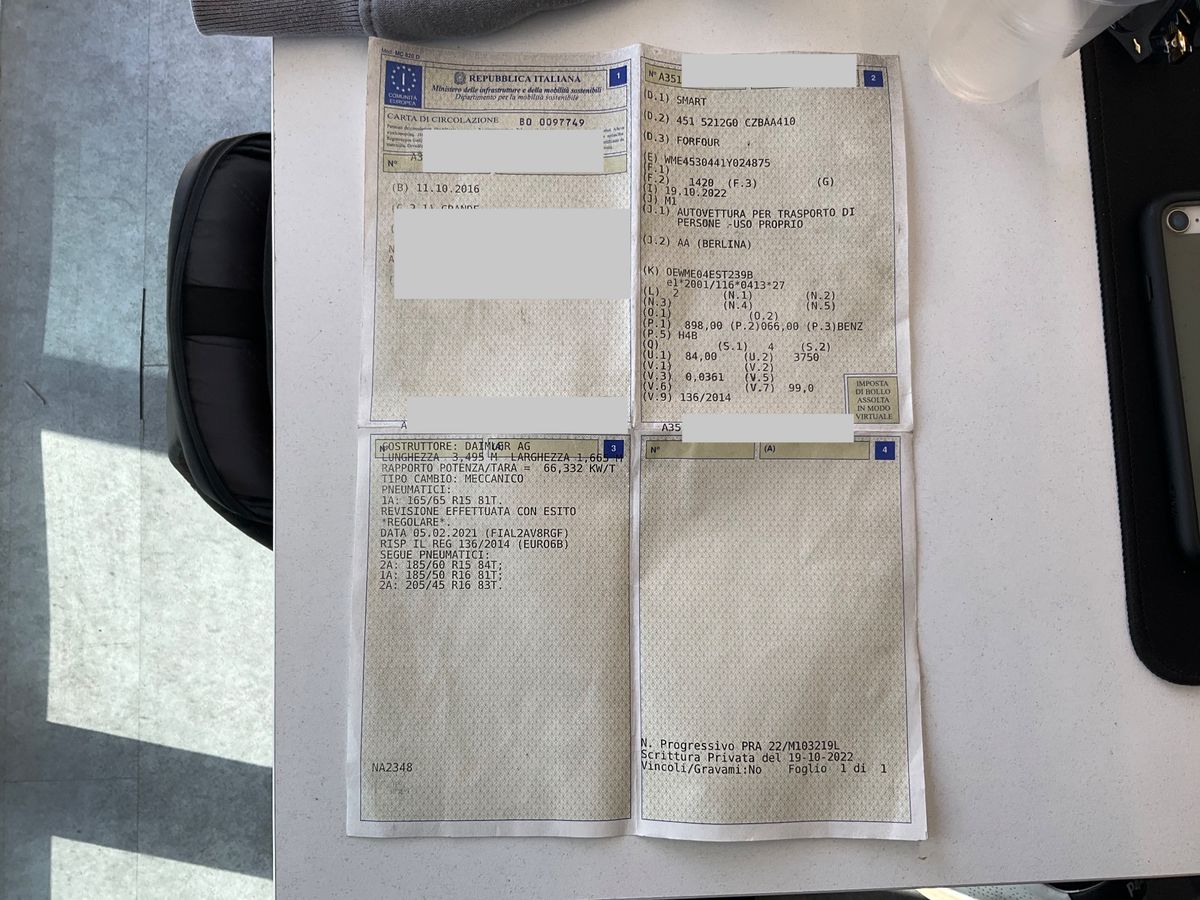 Mod. MC 820 D
I
COMUNITÀ
EUROPEA
REPUBBLICA ITALIANA
Ministero delle infrastrutture e della mobilità sostenibili
Dipartimento per la mobilità sostenibile
1
CARTA DI CIRCOLAZIONE BO 0097749
N° A3
(B) 11.10.2016
GRANDE
A
N° A351
2
(D.1) SMART
(D.2) 451 5212G0 CZBAA410
(D.3) FORFOUR
(E) WME4530441Y024875
(F.1)
(F.2) 1420 (F.3) (G)
(I) 19.10.2022
(J) M1
(J.1) AUTOVETTURA PER TRASPORTO DI
PERSONE -USO PROPRIO
(J.2) AA (BERLINA)
(K) OEWME04EST239B
e1*2001/116*0413*27
(L) 2 (N.1) (N.2)
(N.3) (N.4) (N.5)
(O.1) (O.2)
(P.1) 898,00 (P.2)066,00 (P.3)BENZ
(P.5) H4B
(Q) (S.1) 4 (S.2)
(U.1) 84,00 (U.2) 3750
(V.1) (V.2)
(V.3) 0,0361 (V.5)
(V.6) (V.7) 99,0
(V.9) 136/2014
IMPOSTA
DI BOLLO
ASSOLTA
IN MODO
VIRTUALE
A35
3
COSTRUTTORE: DAIMLER AG
LUNGHEZZA 3,495 M LARGHEZZA 1,665 M
RAPPORTO POTENZA/TARA = 66,332 KW/T
TIPO CAMBIO: MECCANICO
PNEUMATICI:
1A: 165/65 R15 81T.
REVISIONE EFFETTUATA CON ESITO
*REGOLARE*.
DATA 05.02.2021 (FIAL2AV8RGF)
RISP IL REG 136/2014 (EURO6B)
SEGUE PNEUMATICI:
2A: 185/60 R15 84T;
1A: 185/50 R16 81T;
2A: 205/45 R16 83T.
NA2348
N° (A) 4
N. Progressivo PRA 22/M103219L
Scrittura Privata del 19-10-2022
Vincoli/Gravami:No Foglio 1 di 1